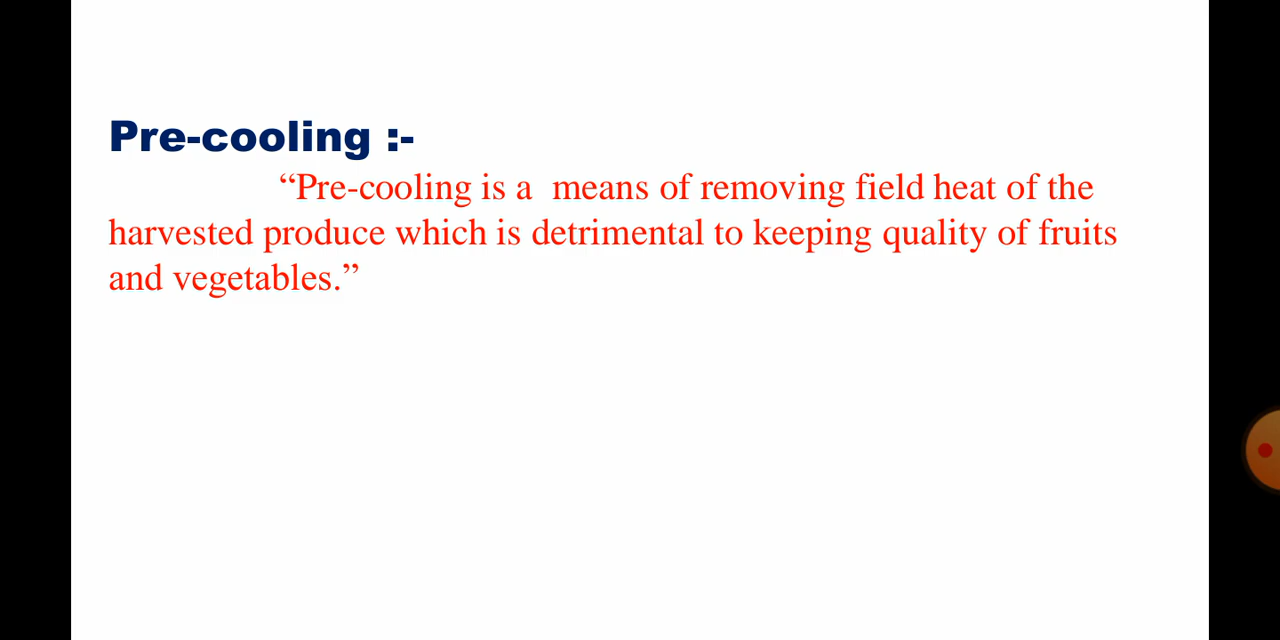 Pre-cooling :-
“Pre-cooling is a  means of removing field heat of the
harvested produce which is detrimental to keeping quality of fruits
and vegetables.”